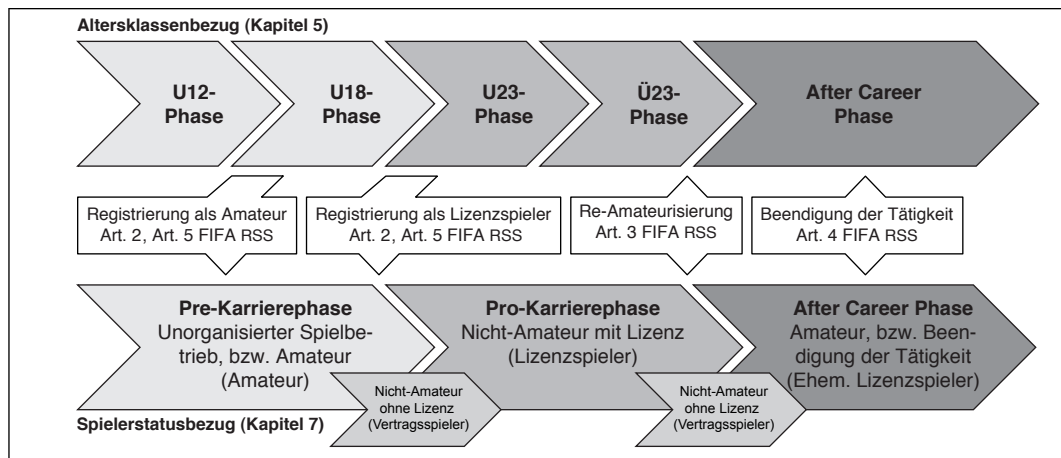 Altersklassenbezug (Kapitel 5)
U12-
Phase
U18-
Phase
U23-
Phase
Ü23-
Phase
After Career
Phase
Registrierung als Amateur
Art. 2, Art. 5 FIFA RSS
Registrierung als Lizenzspieler
Art. 2, Art. 5 FIFA RSS
Re-Amateurisierung
Art. 3 FIFA RSS
Beendigung der Tätigkeit
Art. 4 FIFA RSS
Pre-Karrierephase
Unorganisierter Spielbe-
trieb, bzw. Amateur
(Amateur)
Nicht-Amateur
ohne Lizenz
(Vertragsspieler)
Pro-Karrierephase
Nicht-Amateur mit Lizenz
(Lizenzspieler)
Nicht-Amateur
ohne Lizenz
(Vertragsspieler)
After Career Phase
Amateur, bzw. Been-
digung der Tätigkeit
(Ehem. Lizenzspieler)
Spielerstatusbezug (Kapitel 7)